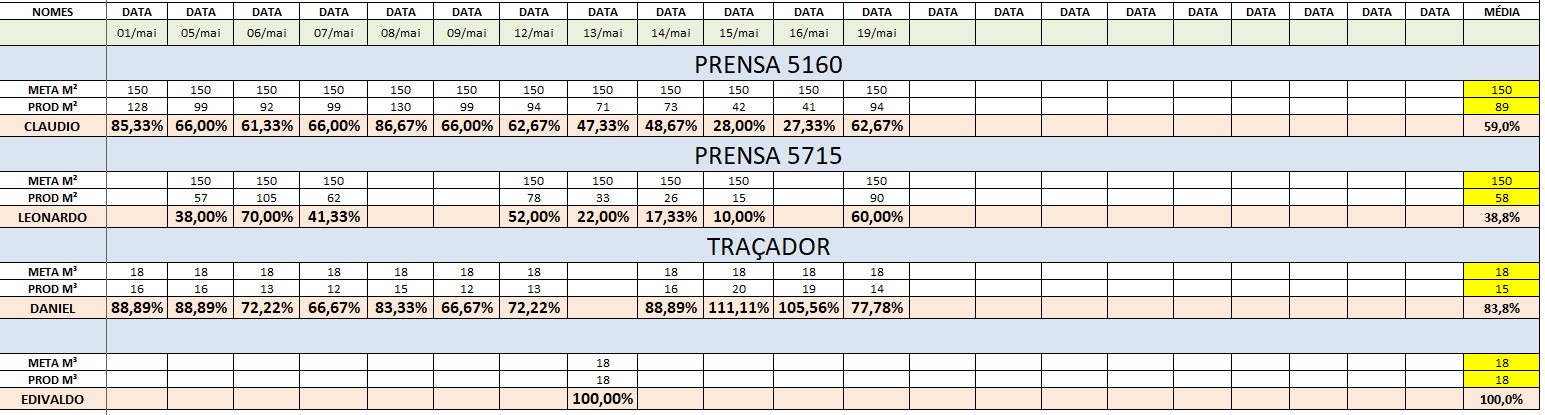 NOMES DATA DATA DATA DATA DATA DATA DATA DATA DATA DATA DATA DATA DATA DATA DATA DATA DATA DATA DATA DATA DATA MÉDIA
01/mai 05/mai 06/mai 07/mai 08/mai 09/mai 12/mai 13/mai 14/mai 15/mai 16/mai 19/mai
PRENSA 5160
META M² 150 150 150 150 150 150 150 150 150 150 150 150 150
PROD M² 128 99 92 99 130 99 94 71 73 42 41 94 89
CLAUDIO 85,33% 66,00% 61,33% 66,00% 86,67% 66,00% 62,67% 47,33% 48,67% 28,00% 27,33% 62,67% 59,0%
PRENSA 5715
META M² 150 150 150 150 150 150 150 150 150
PROD M² 57 105 62 78 33 26 15 90 58
LEONARDO 38,00% 70,00% 41,33% 52,00% 22,00% 17,33% 10,00% 60,00% 38,8%
TRAÇADOR
META M³ 18 18 18 18 18 18 18 18 18 18 18 18
PROD M³ 16 16 13 12 15 12 13 16 20 19 14 15
DANIEL 88,89% 88,89% 72,22% 66,67% 83,33% 66,67% 72,22% 88,89% 111,11% 105,56% 77,78% 83,8%
META M³ 18 18
PROD M³ 18 18
EDIVALDO 100,00% 100,0%